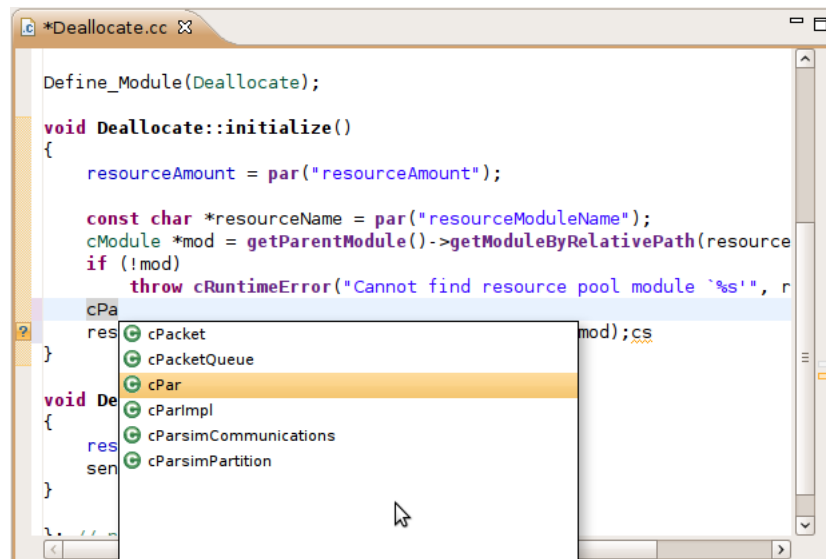 *Deallocate.cc
Define_Module(Deallocate);
void Deallocate::initialize()
{
resourceAmount = par("resourceAmount");
const char *resourceName = par("resourceModuleName");
cModule *mod = getParentModule()->getModuleByRelativePath(resource
if (!mod)
throw cRuntimeError("Cannot find resource pool module `%s'", r
cPa
res mod);cs
cPacket
}
cPacketQueue
cPar
void De
cParImpl
{
cParsimCommunications
res
cParsimPartition
sen
}